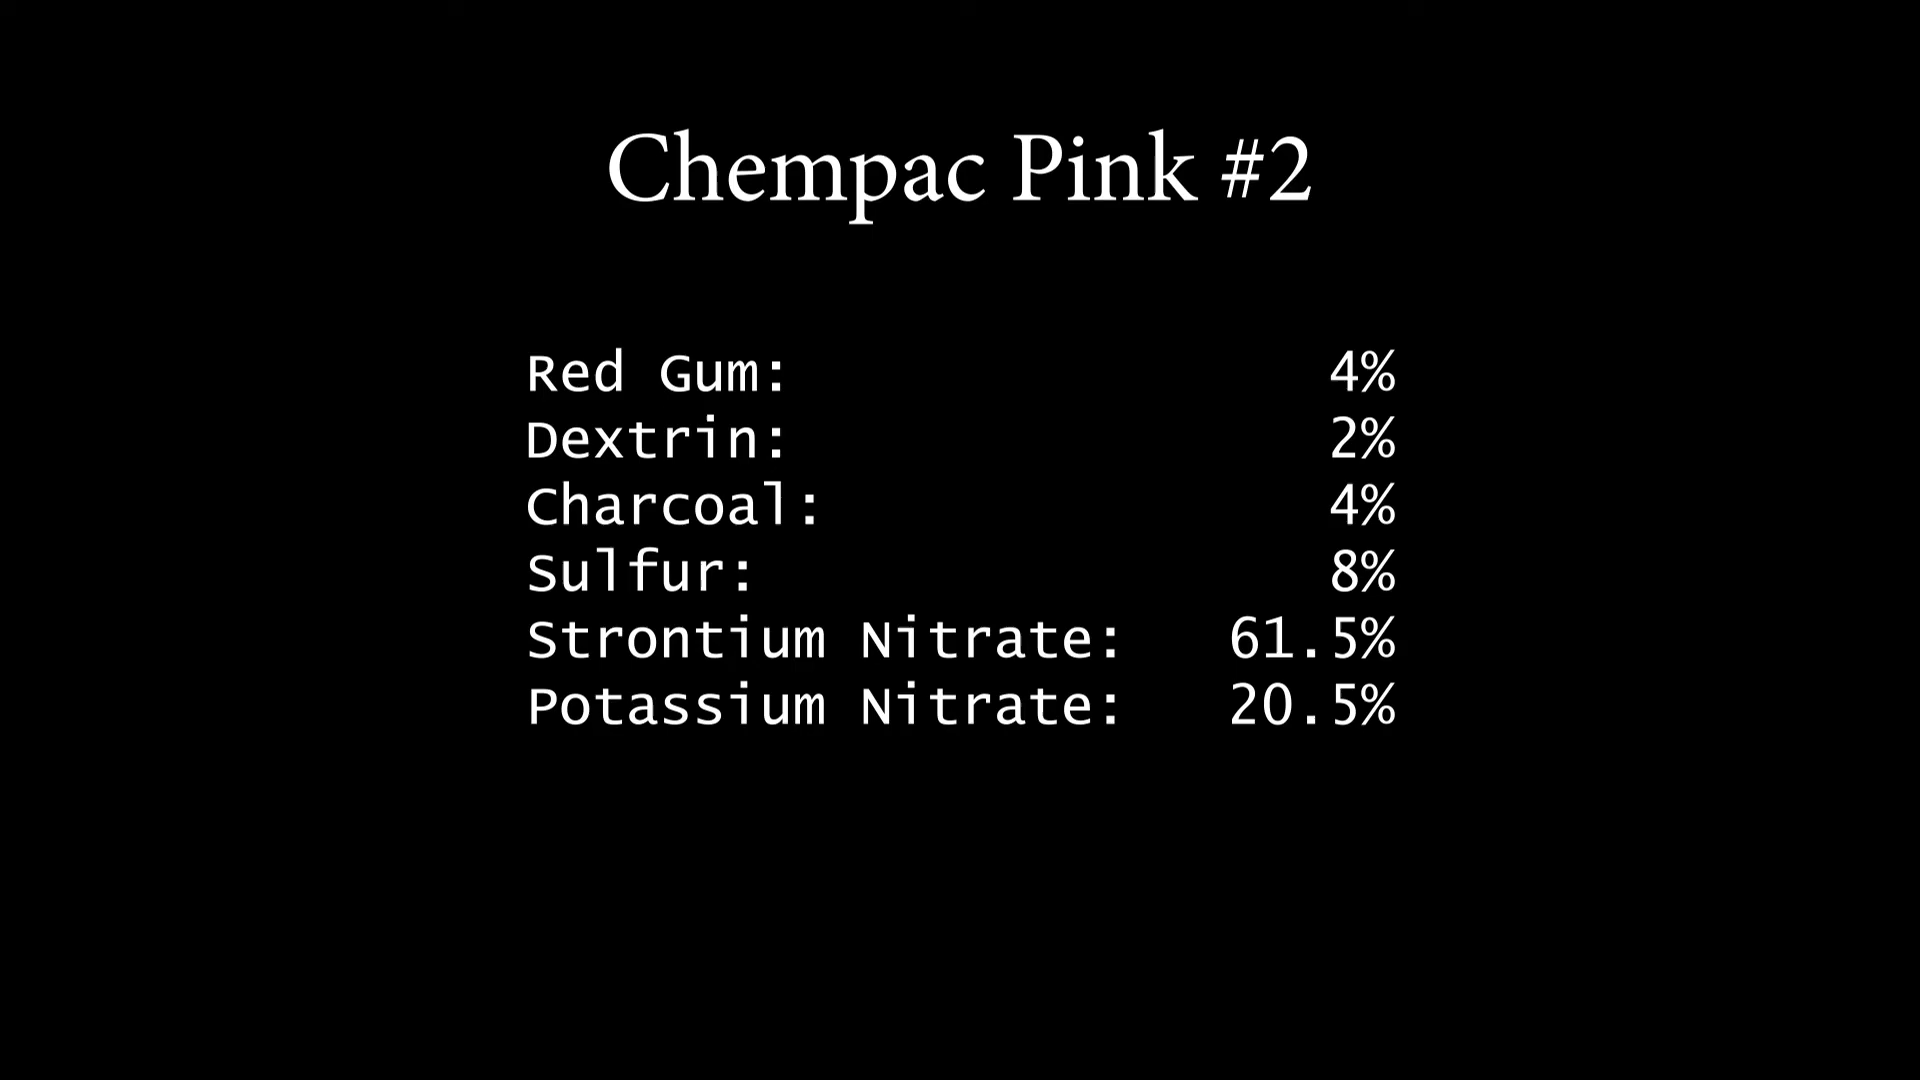 Chempac Pink #2
Red Gum: 4%
Dextrin: 2%
Charcoal: 4%
Sulfur: 8%
Strontium Nitrate: 61.5%
Potassium Nitrate: 20.5%